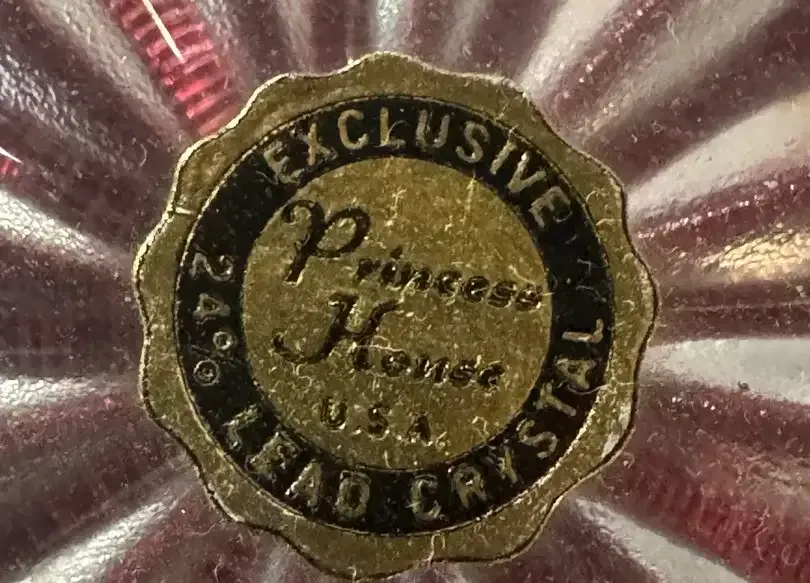 EXCLUSIVE
Princess
House
U.S.A.
24% LEAD CRYSTAL